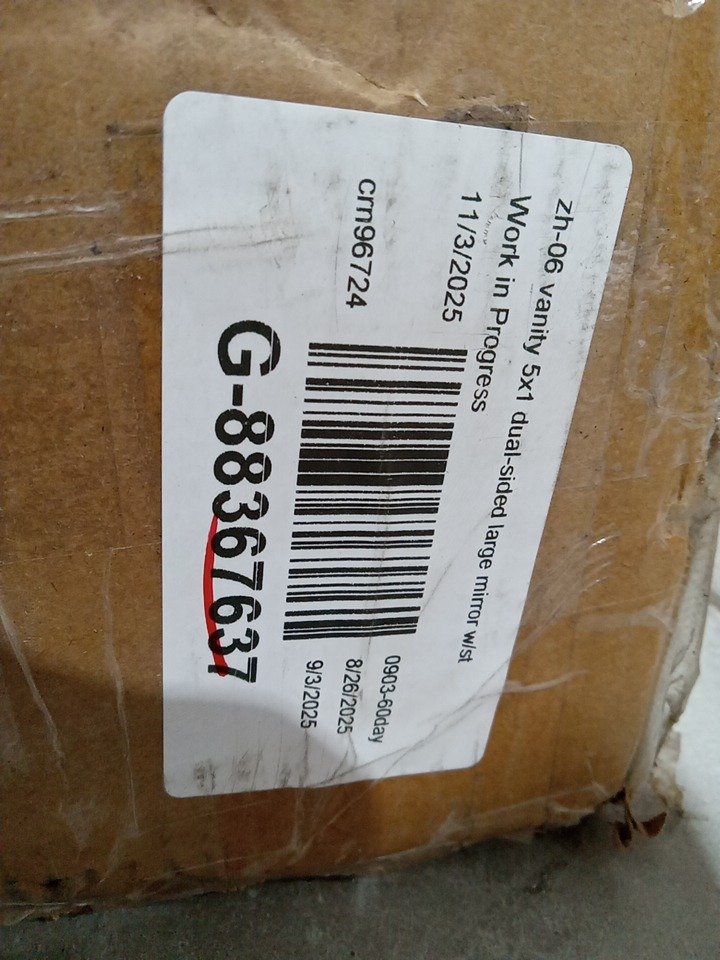 zh-06 vanity 5x1 dual-sided large mirror w/st
Work in Progress
11/3/2025
0903-60day
crn96724
8/26/2025
9/3/2025
G-88367637